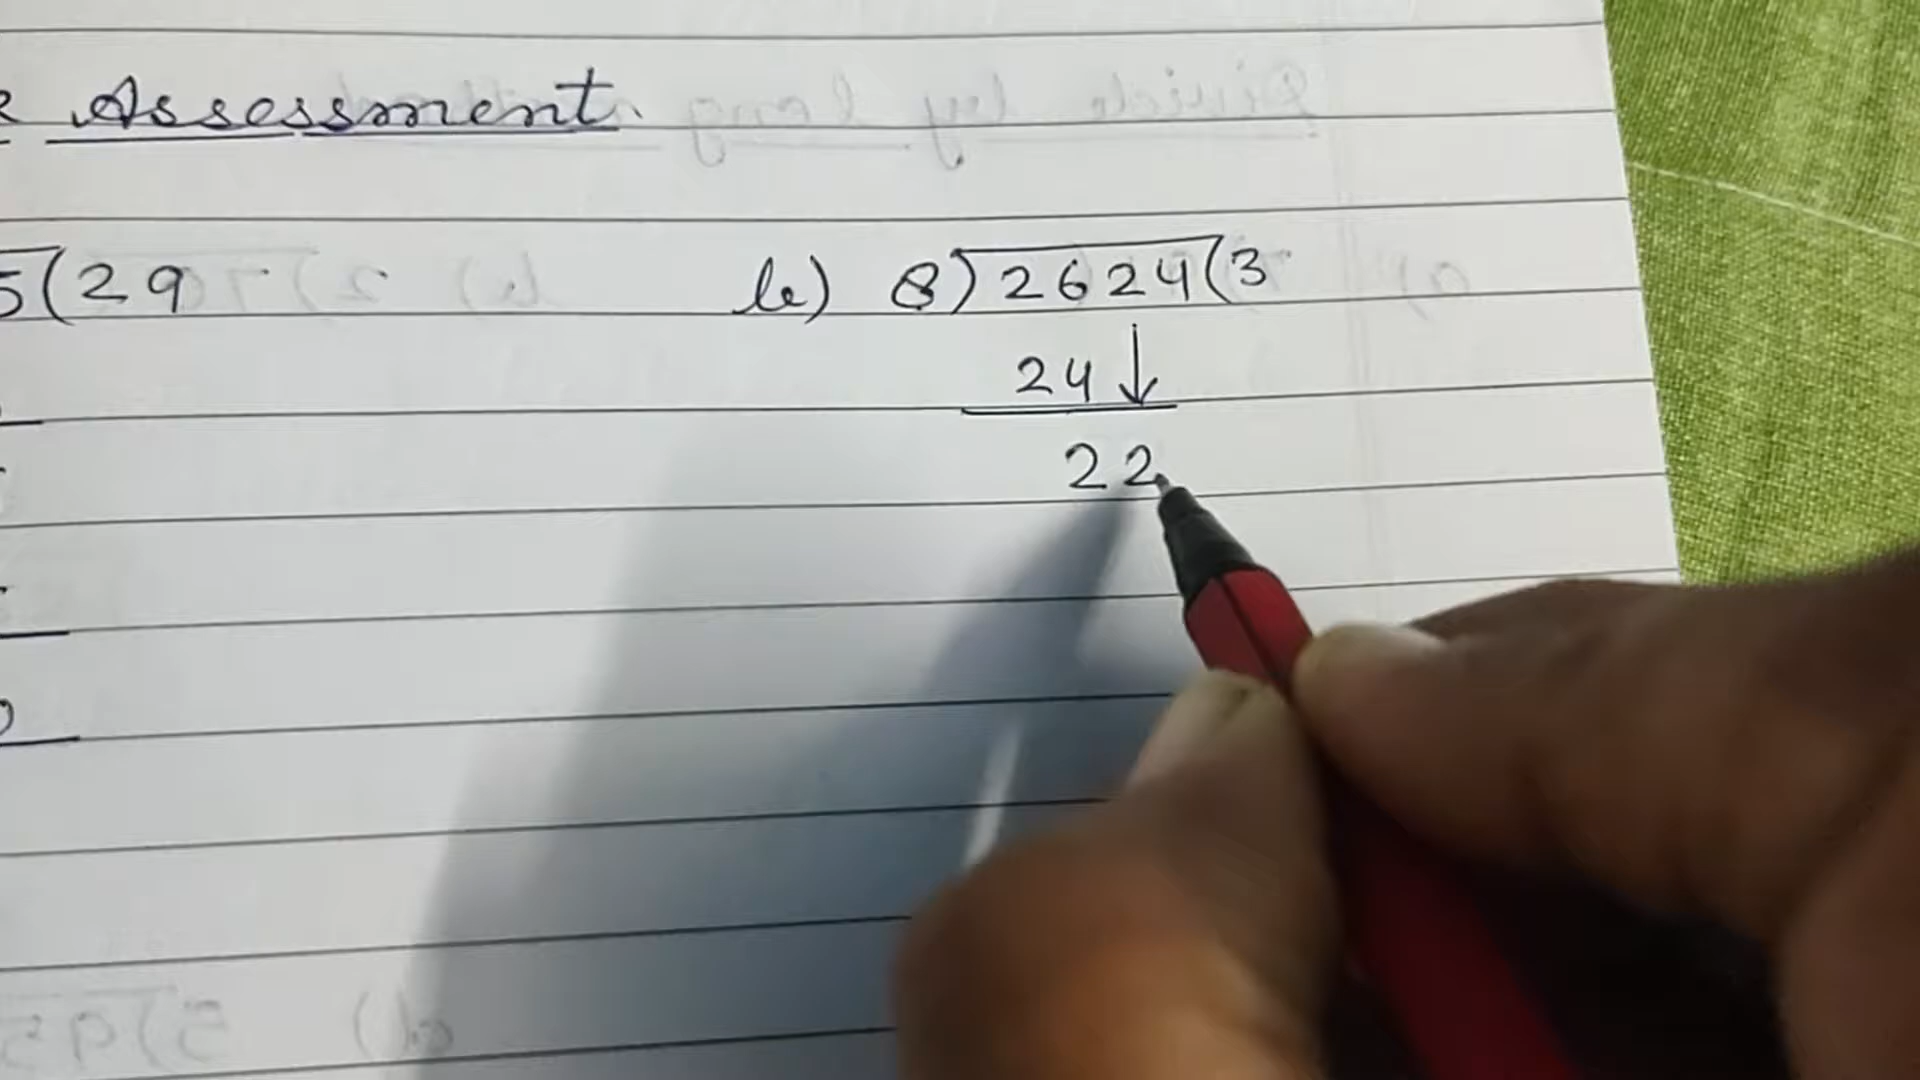 Assessment.
5(29
b) 8)2624(3
24↓
22